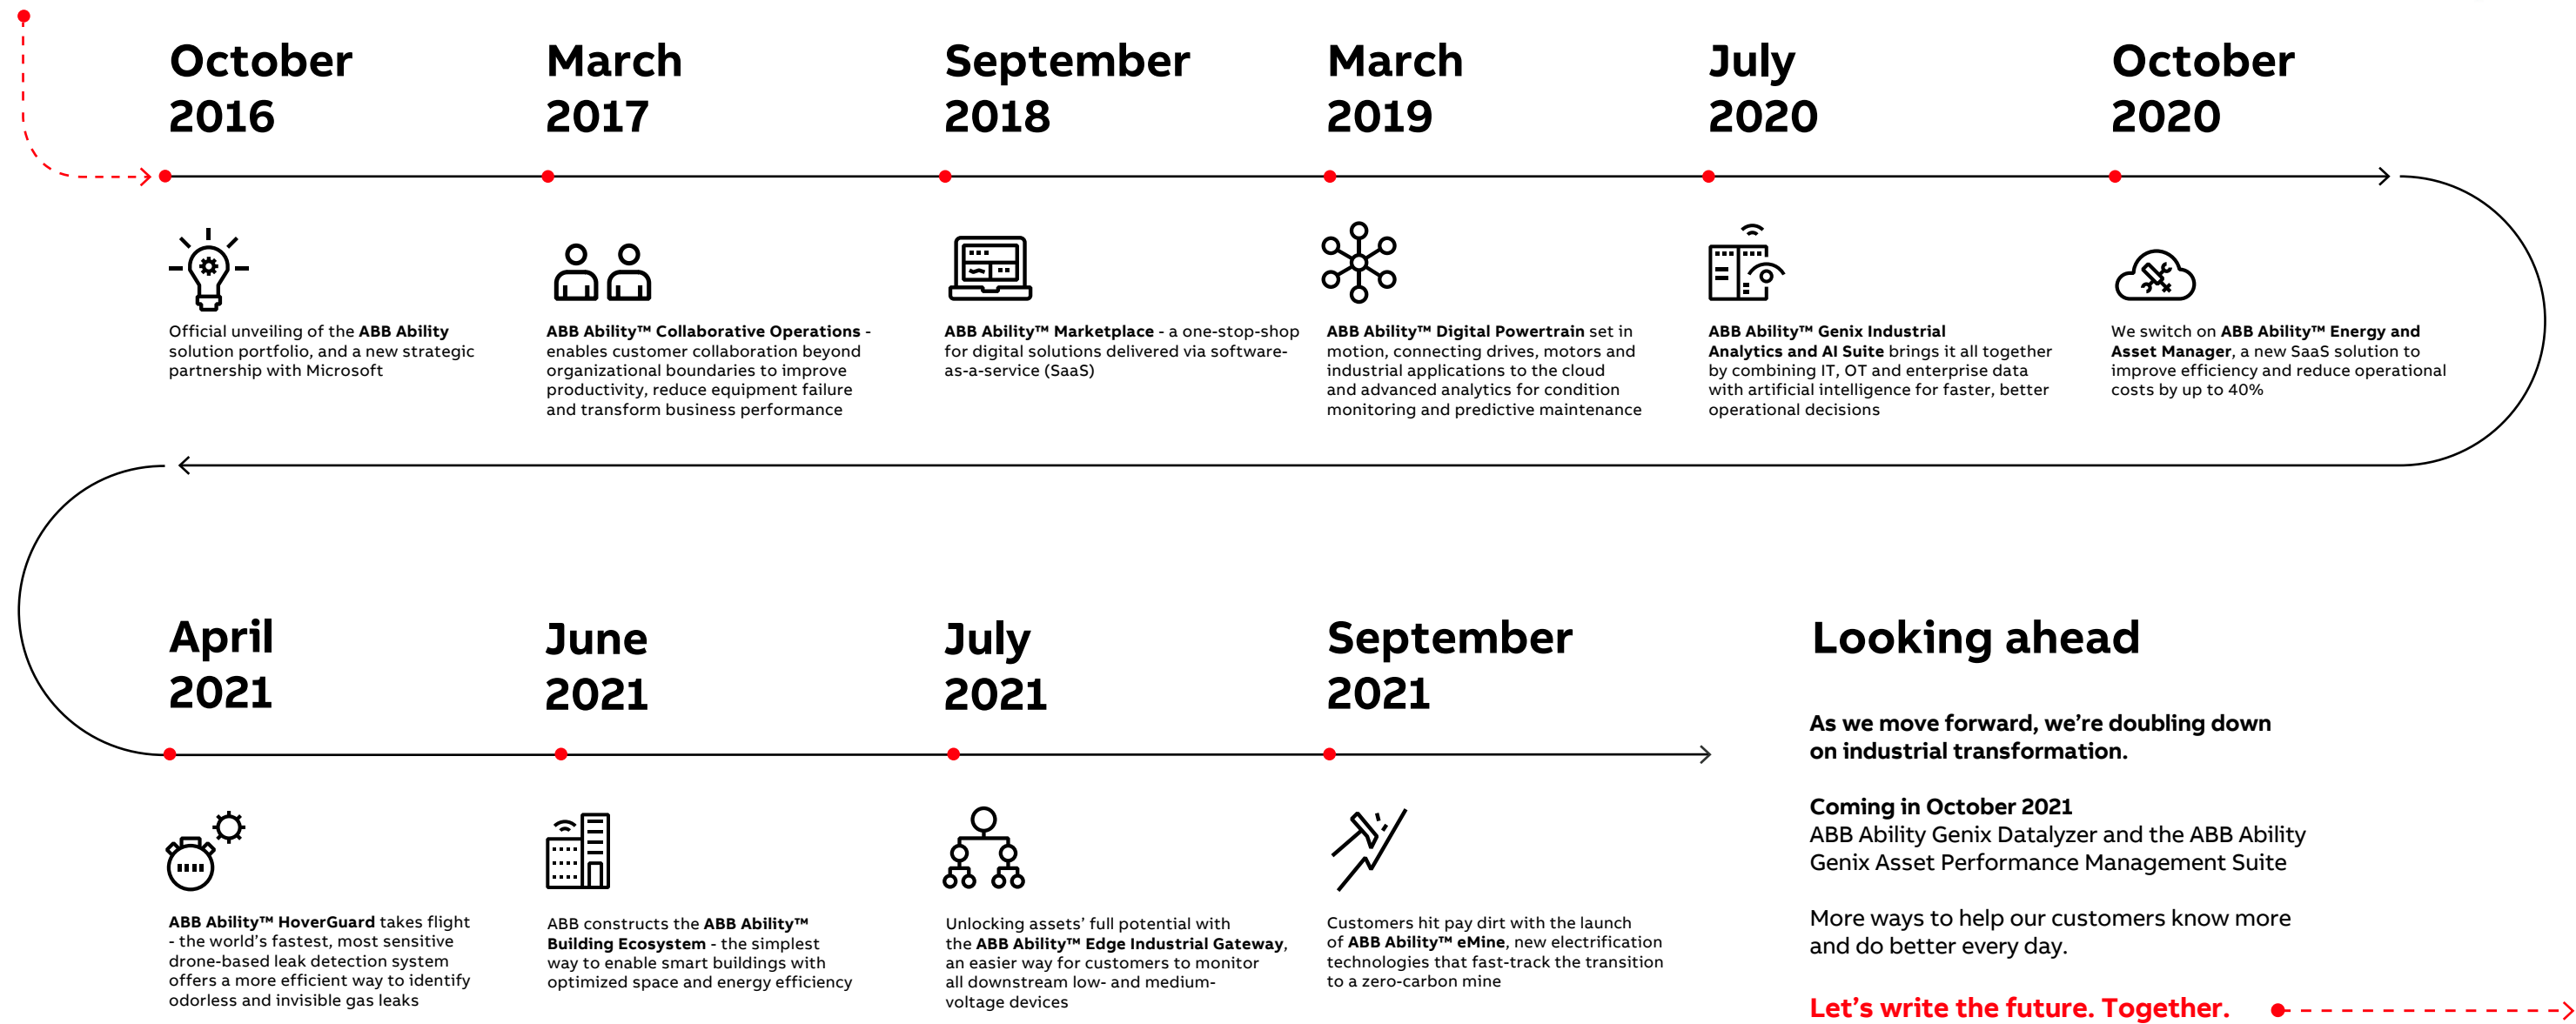 October
2016
March
2017
September
2018
March
2019
July
2020
October
2020
Official unveiling of the ABB Ability
solution portfolio, and a new strategic
partnership with Microsoft
ABB Ability™ Collaborative Operations -
enables customer collaboration beyond
organizational boundaries to improve
productivity, reduce equipment failure
and transform business performance
ABB Ability™ Marketplace - a one-stop-shop
for digital solutions delivered via software-
as-a-service (SaaS)
ABB Ability™ Digital Powertrain set in
motion, connecting drives, motors and
industrial applications to the cloud
and advanced analytics for condition
monitoring and predictive maintenance
ABB Ability™ Genix Industrial
Analytics and AI Suite brings it all together
by combining IT, OT and enterprise data
with artificial intelligence for faster, better
operational decisions
We switch on ABB Ability™ Energy and
Asset Manager, a new SaaS solution to
improve efficiency and reduce operational
costs by up to 40%
April
2021
June
2021
July
2021
September
2021
ABB Ability™ HoverGuard takes flight
- the world's fastest, most sensitive
drone-based leak detection system
offers a more efficient way to identify
odorless and invisible gas leaks
ABB constructs the ABB Ability™
Building Ecosystem - the simplest
way to enable smart buildings with
optimized space and energy efficiency
Unlocking assets' full potential with
the ABB Ability™ Edge Industrial Gateway,
an easier way for customers to monitor
all downstream low- and medium-
voltage devices
Customers hit pay dirt with the launch
of ABB Ability™ eMine, new electrification
technologies that fast-track the transition
to a zero-carbon mine
Looking ahead
As we move forward, we're doubling down
on industrial transformation.
Coming in October 2021
ABB Ability Genix Datalyzer and the ABB Ability
Genix Asset Performance Management Suite
More ways to help our customers know more
and do better every day.
Let's write the future. Together.